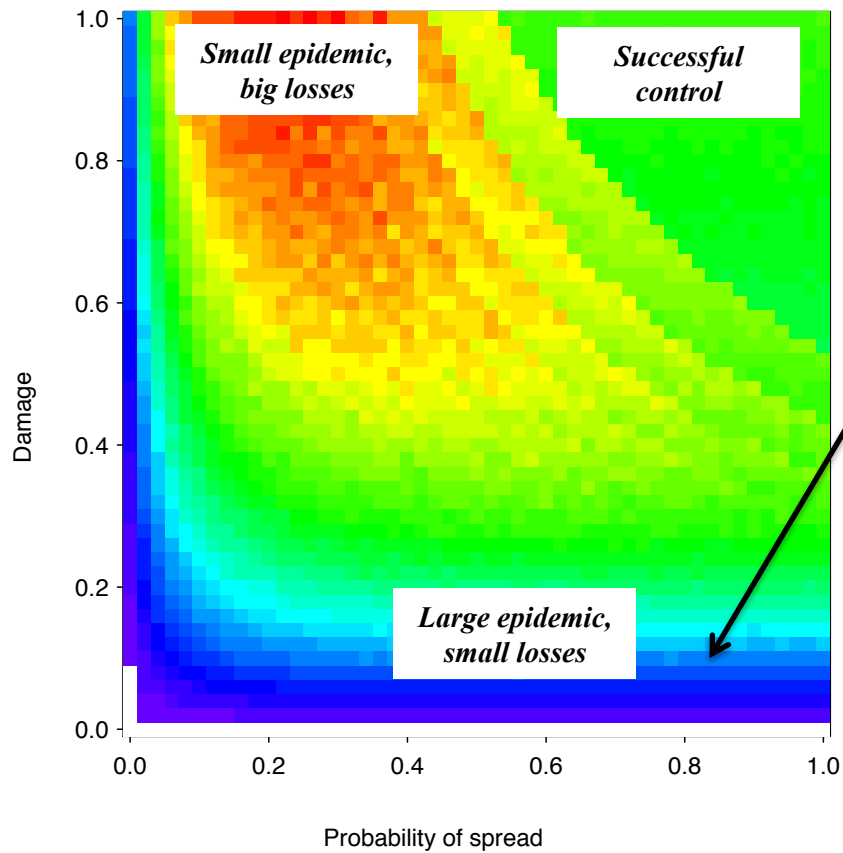 1.0
Small epidemic,
big losses
Successful
control
0.8
0.6
Damage
0.4
0.2
Large epidemic,
small losses
0.0
0.0 0.2 0.4 0.6 0.8 1.0
Probability of spread